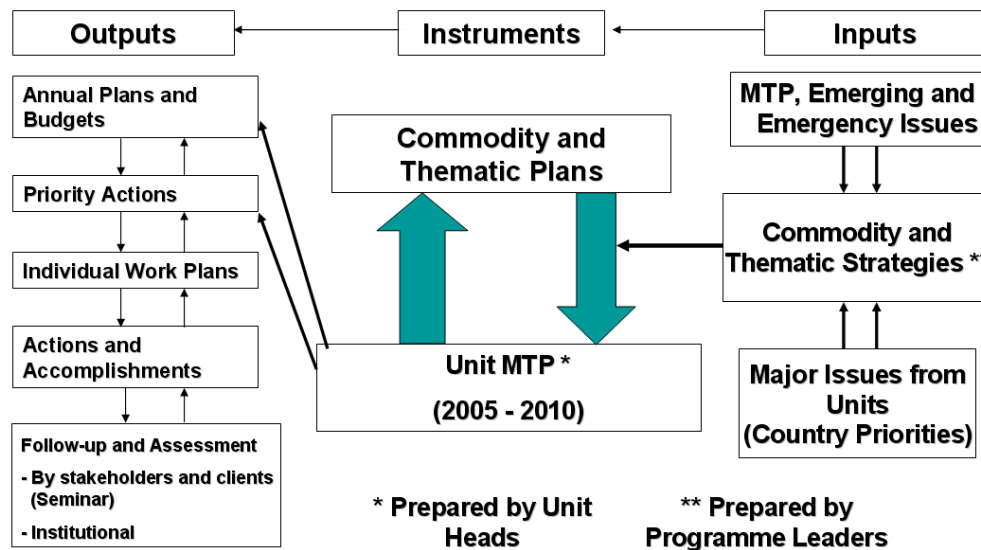 Outputs
Instruments
Inputs
Annual Plans and
Budgets
Priority Actions
Individual Work Plans
Actions and
Accomplishments
Follow-up and Assessment
- By stakeholders and clients
(Seminar)
- Institutional
Commodity and
Thematic Plans
Unit MTP *
(2005 - 2010)
MTP, Emerging and
Emergency Issues
Commodity and
Thematic Strategies **
Major Issues from
Units
(Country Priorities)
* Prepared by Unit
Heads
** Prepared by
Programme Leaders